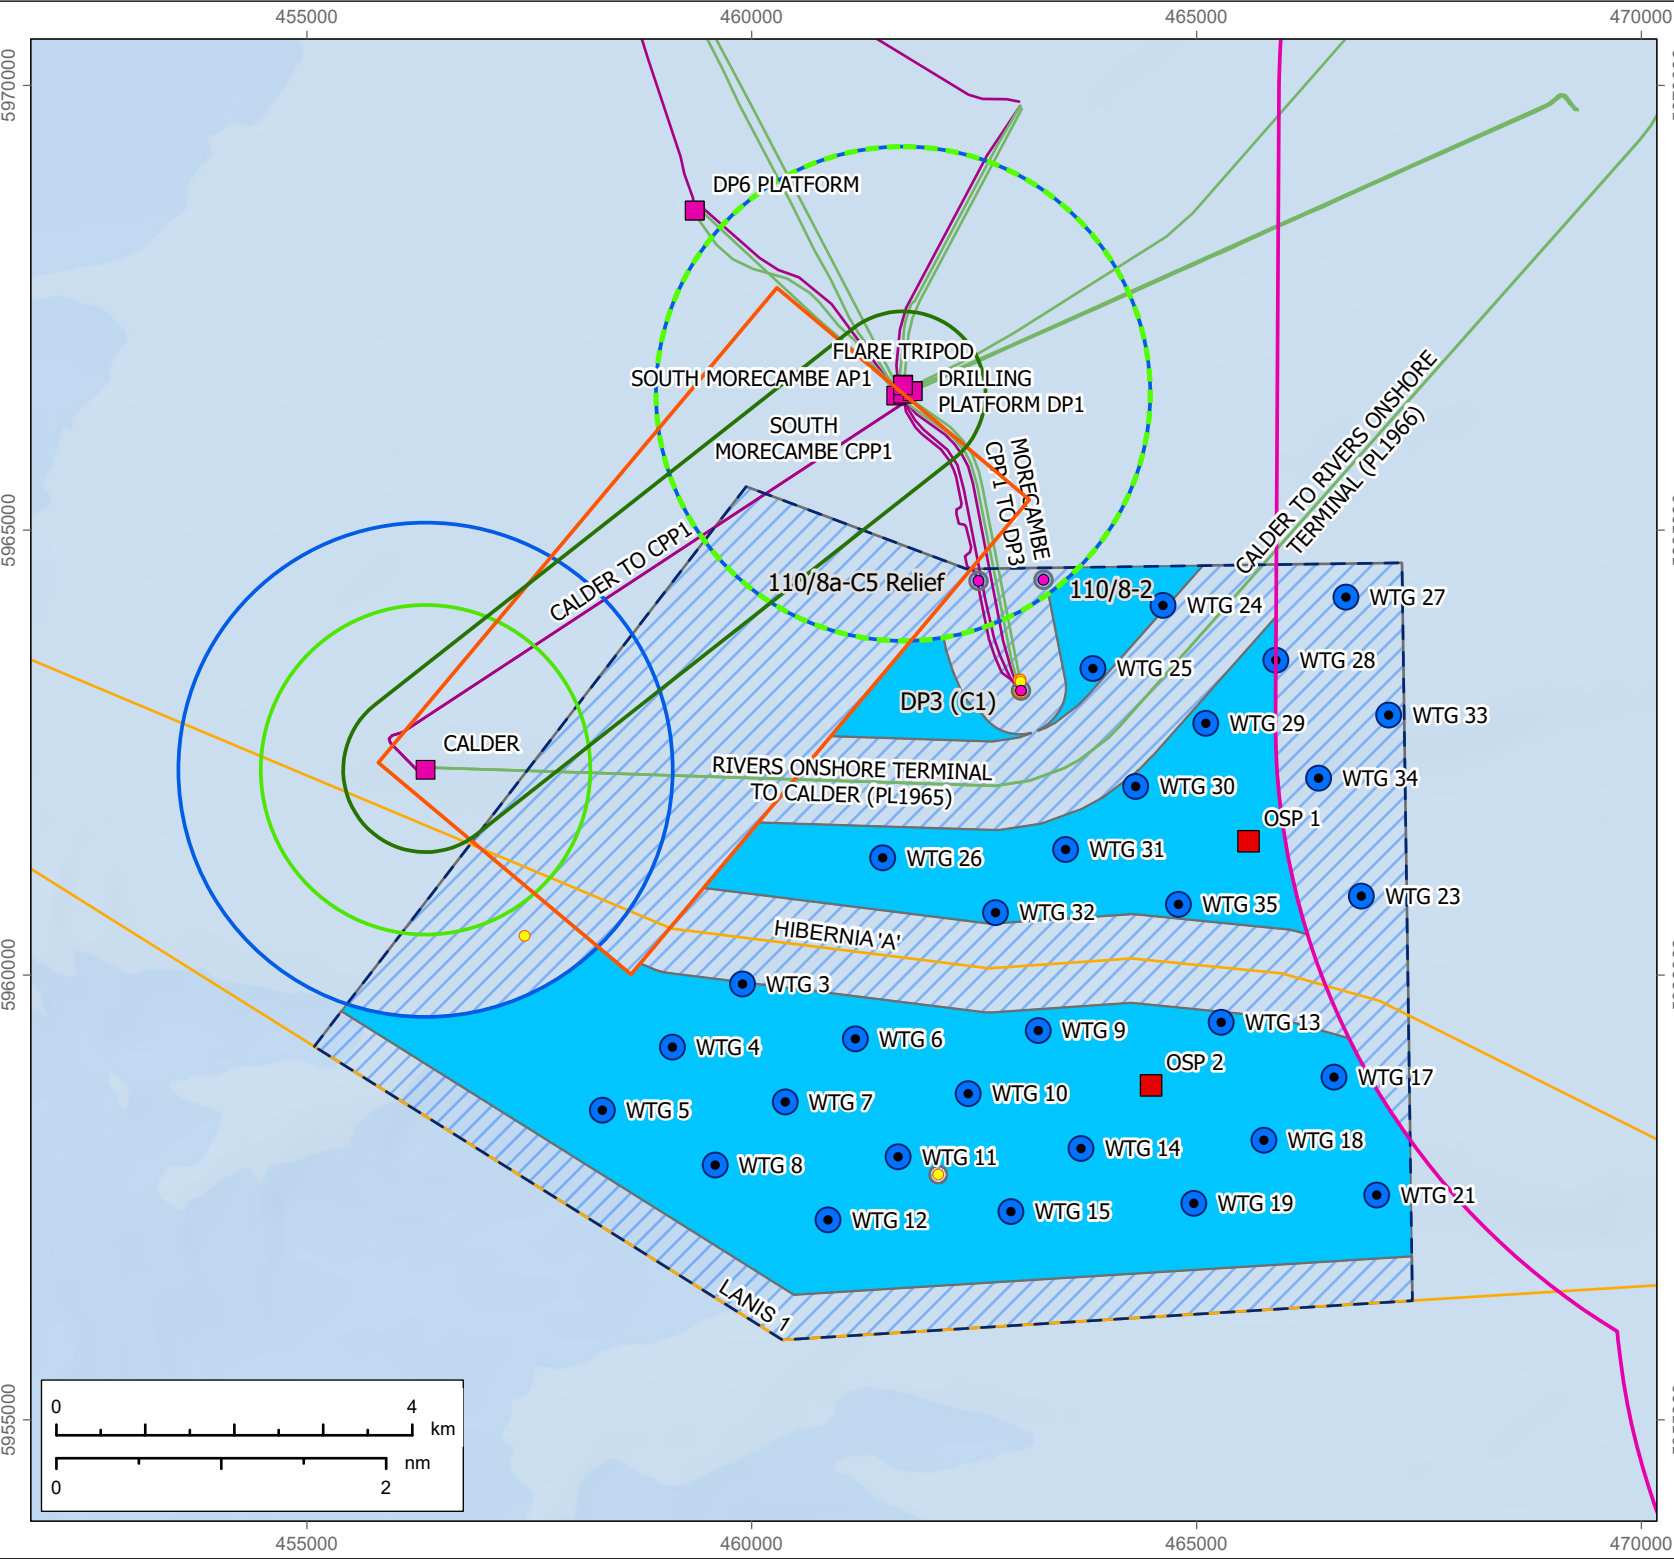 455000
460000
465000
470000
5970000
DP6 PLATFORM
FLARE TRIPOD
SOUTH MORECAMBE AP1
DRILLING
PLATFORM DP1
SOUTH
MORECAMBE CPP1
MORECAMBE
CPP1 TO DP3
CALDER TO RIVERS ONSHORE
TERMINAL (PL1966)
5965000
CALDER TO CPP1
110/8a-C5 Relief
110/8-2
WTG 24
WTG 27
WTG 28
WTG 25
DP3 (C1)
WTG 29
WTG 33
CALDER
RIVERS ONSHORE TERMINAL
TO CALDER (PL1965)
WTG 30
WTG 34
OSP 1
WTG 26
WTG 31
WTG 23
WTG 32
WTG 35
HIBERNIA 'A'
5960000
WTG 3
WTG 13
WTG 4
WTG 6
WTG 9
OSP 2
WTG 17
WTG 5
WTG 7
WTG 10
WTG 8
WTG 11
WTG 14
WTG 18
WTG 12
WTG 15
WTG 19
WTG 21
LANIS 1
5955000
0
4
km
nm
0
2
455000
460000
465000
470000